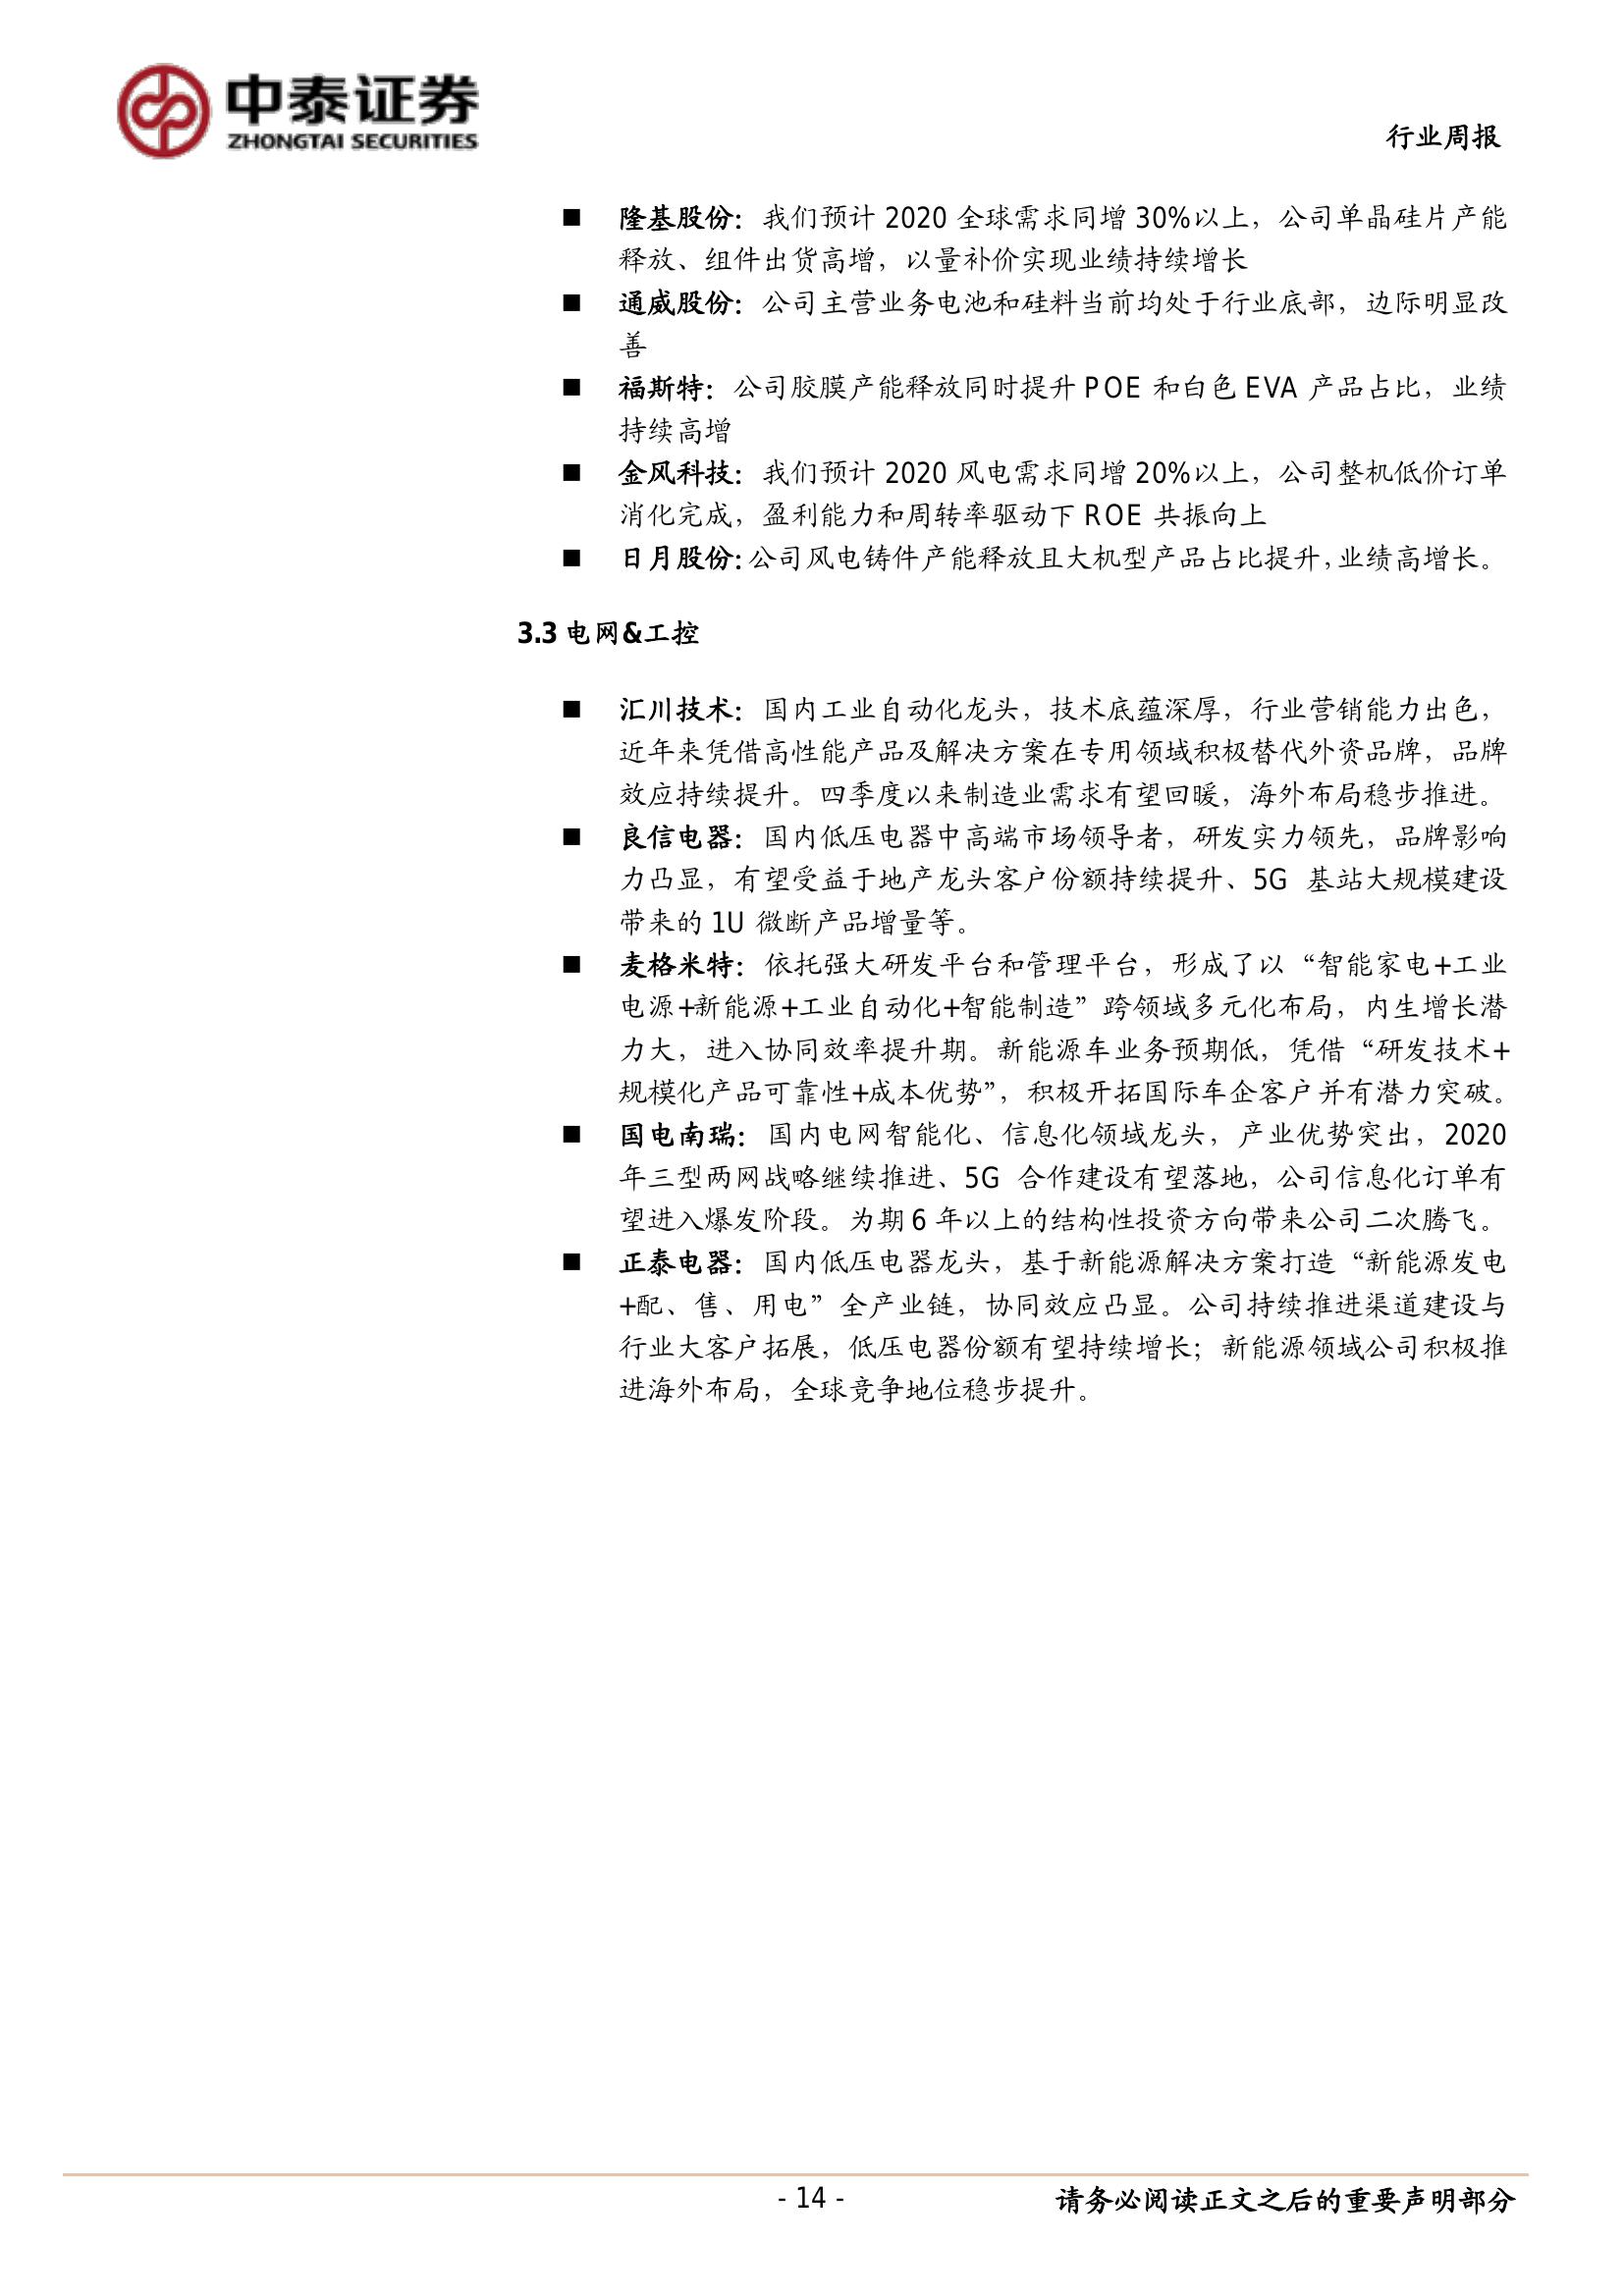 中泰证券
ZHONGTAI SECURITIES
行业周报
■ 隆基股份：我们预计 2020 全球需求同增 30%以上，公司单晶硅片产能
释放、组件出货高增，以量补价实现业绩持续增长
■ 通威股份：公司主营业务电池和硅料当前均处于行业底部，边际明显改
善
■ 福斯特：公司胶膜产能释放同时提升 POE 和白色 EVA 产品占比，业绩
持续高增
■ 金风科技：我们预计 2020 风电需求同增 20%以上，公司整机低价订单
消化完成，盈利能力和周转率驱动下 ROE 共振向上
■ 日月股份：公司风电铸件产能释放且大机型产品占比提升，业绩高增长。
3.3 电网&工控
■ 汇川技术：国内工业自动化龙头，技术底蕴深厚，行业营销能力出色，
近年来凭借高性能产品及解决方案在专用领域积极替代外资品牌，品牌
效应持续提升。四季度以来制造业需求有望回暖，海外布局稳步推进。
■ 良信电器：国内低压电器中高端市场领导者，研发实力领先，品牌影响
力凸显，有望受益于地产龙头客户份额持续提升、5G 基站大规模建设
带来的 1U 微断产品增量等。
■ 麦格米特：依托强大研发平台和管理平台，形成了以“智能家电+工业
电源+新能源+工业自动化+智能制造”跨领域多元化布局，内生增长潜
力大，进入协同效率提升期。新能源车业务预期低，凭借“研发技术+
规模化产品可靠性+成本优势”，积极开拓国际车企客户并有潜力突破。
■ 国电南瑞：国内电网智能化、信息化领域龙头，产业优势突出，2020
年三型两网战略继续推进、5G 合作建设有望落地，公司信息化订单有
望进入爆发阶段。为期 6 年以上的结构性投资方向带来公司二次腾飞。
■ 正泰电器：国内低压电器龙头，基于新能源解决方案打造“新能源发电
+配、售、用电”全产业链，协同效应凸显。公司持续推进渠道建设与
行业大客户拓展，低压电器份额有望持续增长；新能源领域公司积极推
进海外布局，全球竞争地位稳步提升。
- 14 -
请务必阅读正文之后的重要声明部分